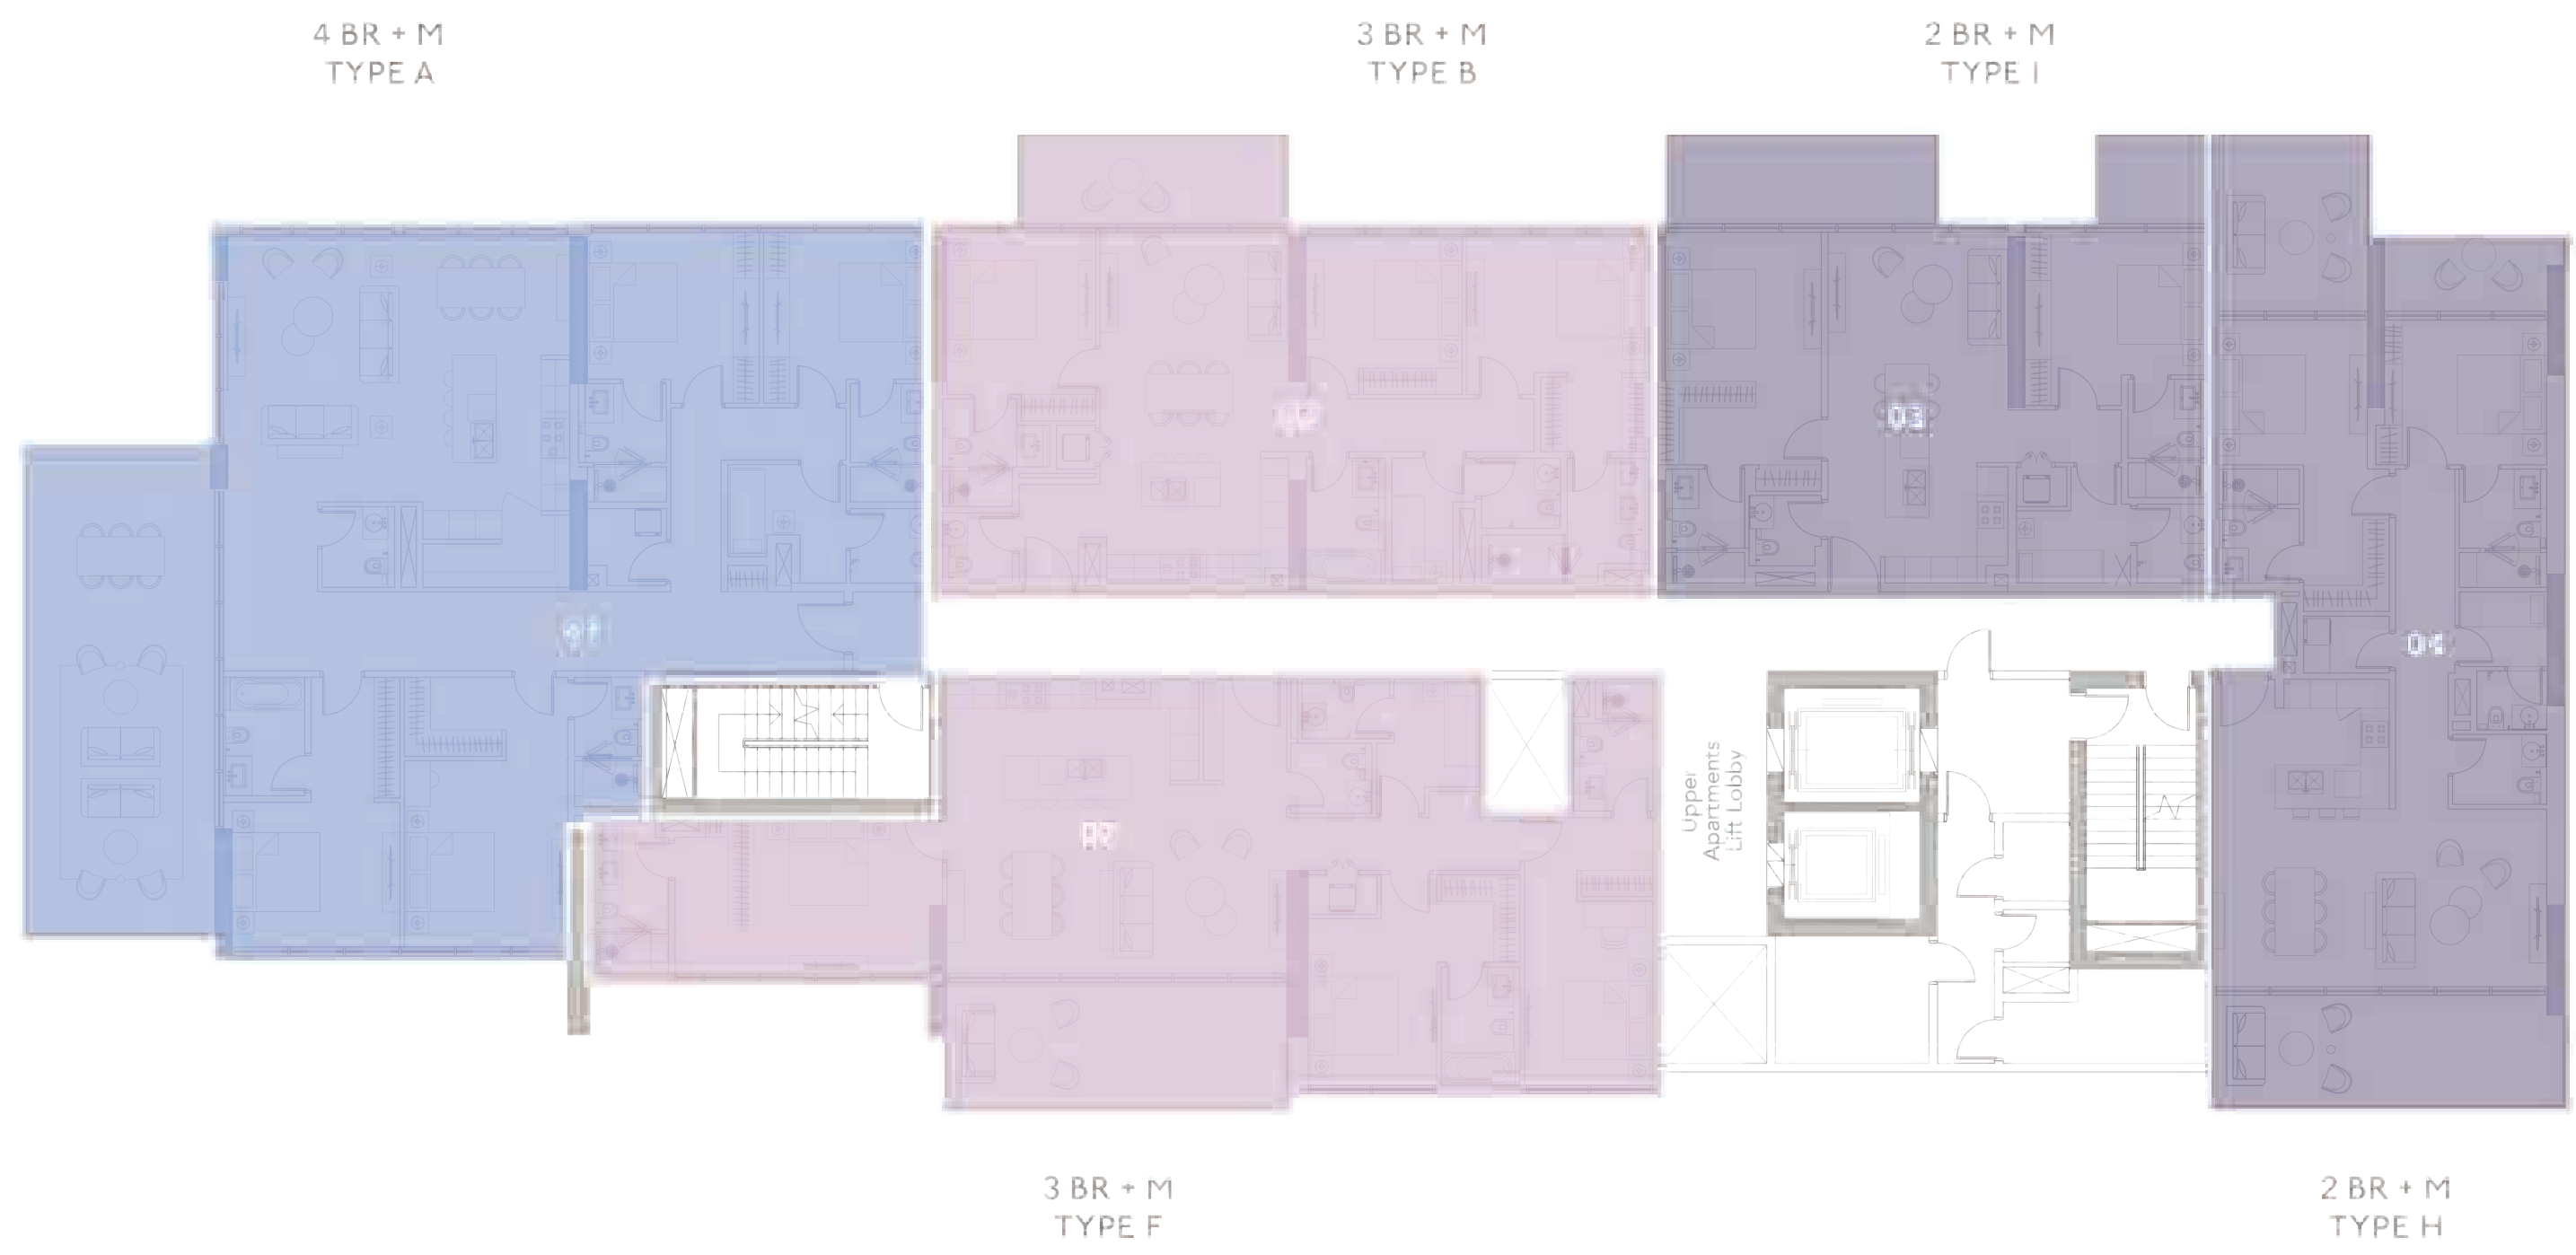 4 BR + M
TYPE A
3 BR + M
TYPE B
2 BR + M
TYPE I
02
03
01
04
Upper
Apartments
Lift Lobby
3 BR + M
TYPE F
2 BR + M
TYPE H